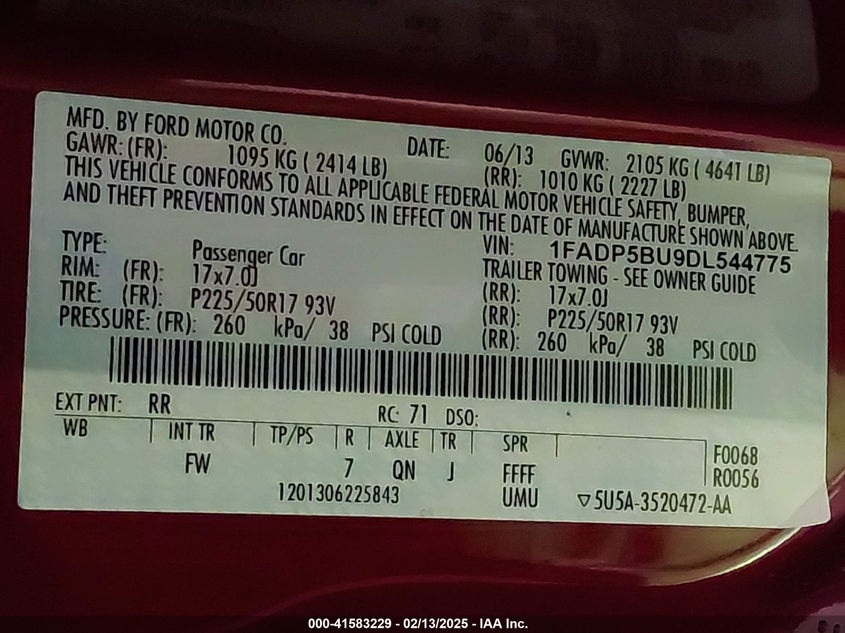 MFD. BY FORD MOTOR CO. DATE: 06/13 GVWR: 2105 KG ( 4641 LB)
GAWR: (FR): 1095 KG ( 2414 LB) (RR): 1010 KG ( 2227 LB)
THIS VEHICLE CONFORMS TO ALL APPLICABLE FEDERAL MOTOR VEHICLE SAFETY, BUMPER,
AND THEFT PREVENTION STANDARDS IN EFFECT ON THE DATE OF MANUFACTURE SHOWN ABOVE.
VIN: 1FADP5BU9DL544775
TYPE: Passenger Car TRAILER TOWING - SEE OWNER GUIDE
RIM: (FR): 17x7.0J (RR): 17x7.0J
TIRE: (FR): P225/50R17 93V (RR): P225/50R17 93V
PRESSURE: (FR): 260 kPa/ 38 PSI COLD (RR): 260 kPa/ 38 PSI COLD
EXT PNT: RR RC: 71 DSO:
WB INT TR TP/PS R AXLE TR SPR F0068
FW 7 QN J FFFF R0056
1201306225843 UMU ▽5U5A-3520472-AA
000-41583229 - 02/13/2025 - IAA Inc.